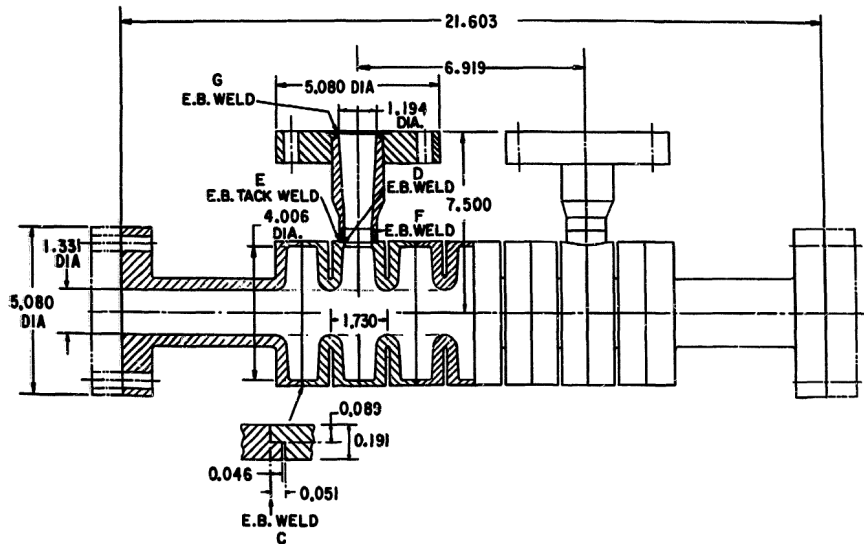 21.603
6.919
G
5.080 DIA
E.B. WELD
1.194
DIA.
E
D
E.B. TACK WELD
E.B. WELD
7.500
4.006
DIA.
F
E.B. WELD
1.331
DIA
5.080
DIA
1.730
0.089
0.191
0.046
0.051
E.B. WELD
C